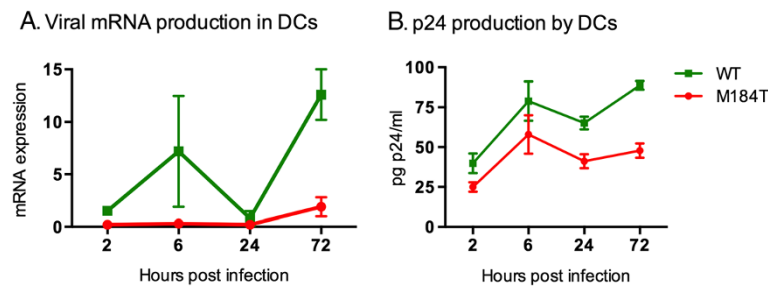 A. Viral mRNA production in DCs
mRNA expression
15
10
5
0
2 6 24 72
Hours post infection
B. p24 production by DCs
pg p24/ml
100
75
50
25
0
2 6 24 72
Hours post infection
WT
M184T